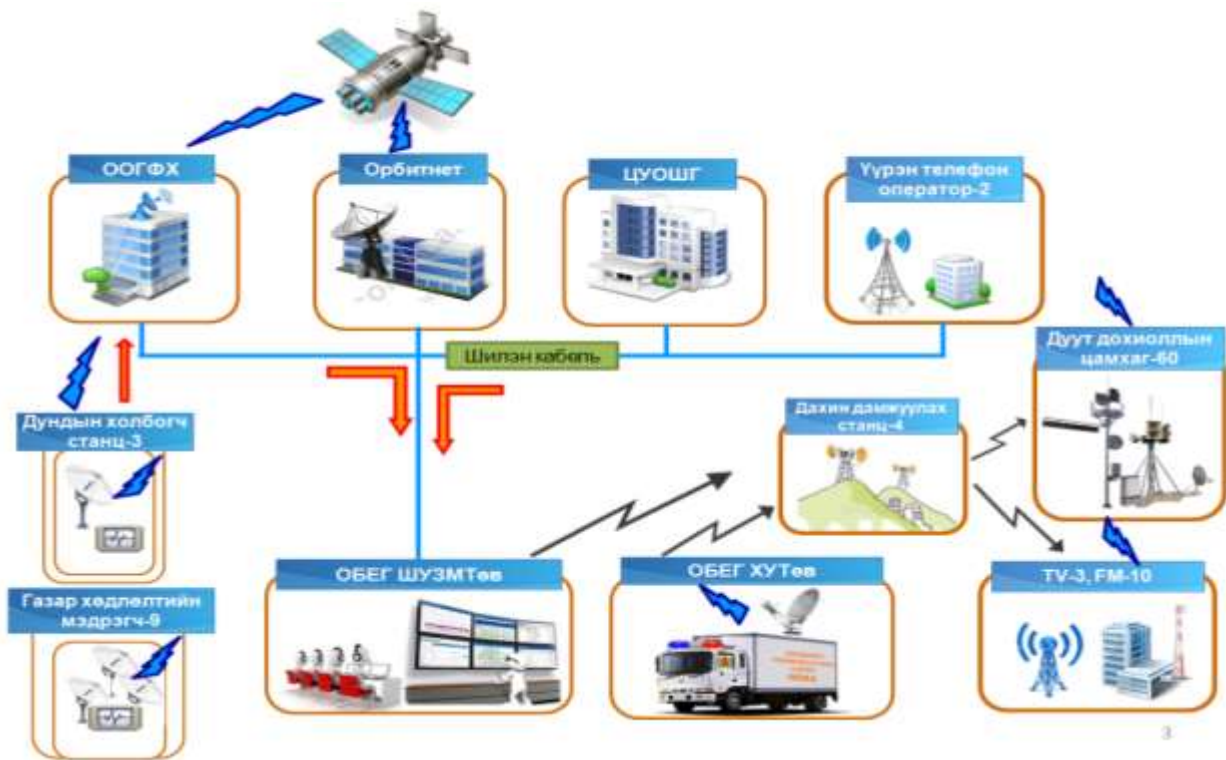 ООГФХ
Орбитнет
ЦУОШГ
Үүрэн телефон
оператор-2
Шилэн кабель
Дуут дохиоллын
цамхаг-60
Дундын холбогч
станц-3
Дахин дамжуулах
станц-4
ОБЕГ ШУЗМТөв
ОБЕГ ХУТөв
TV-3, FM-10
Газар хөдлөлтийн
мэдрэгч-9
3